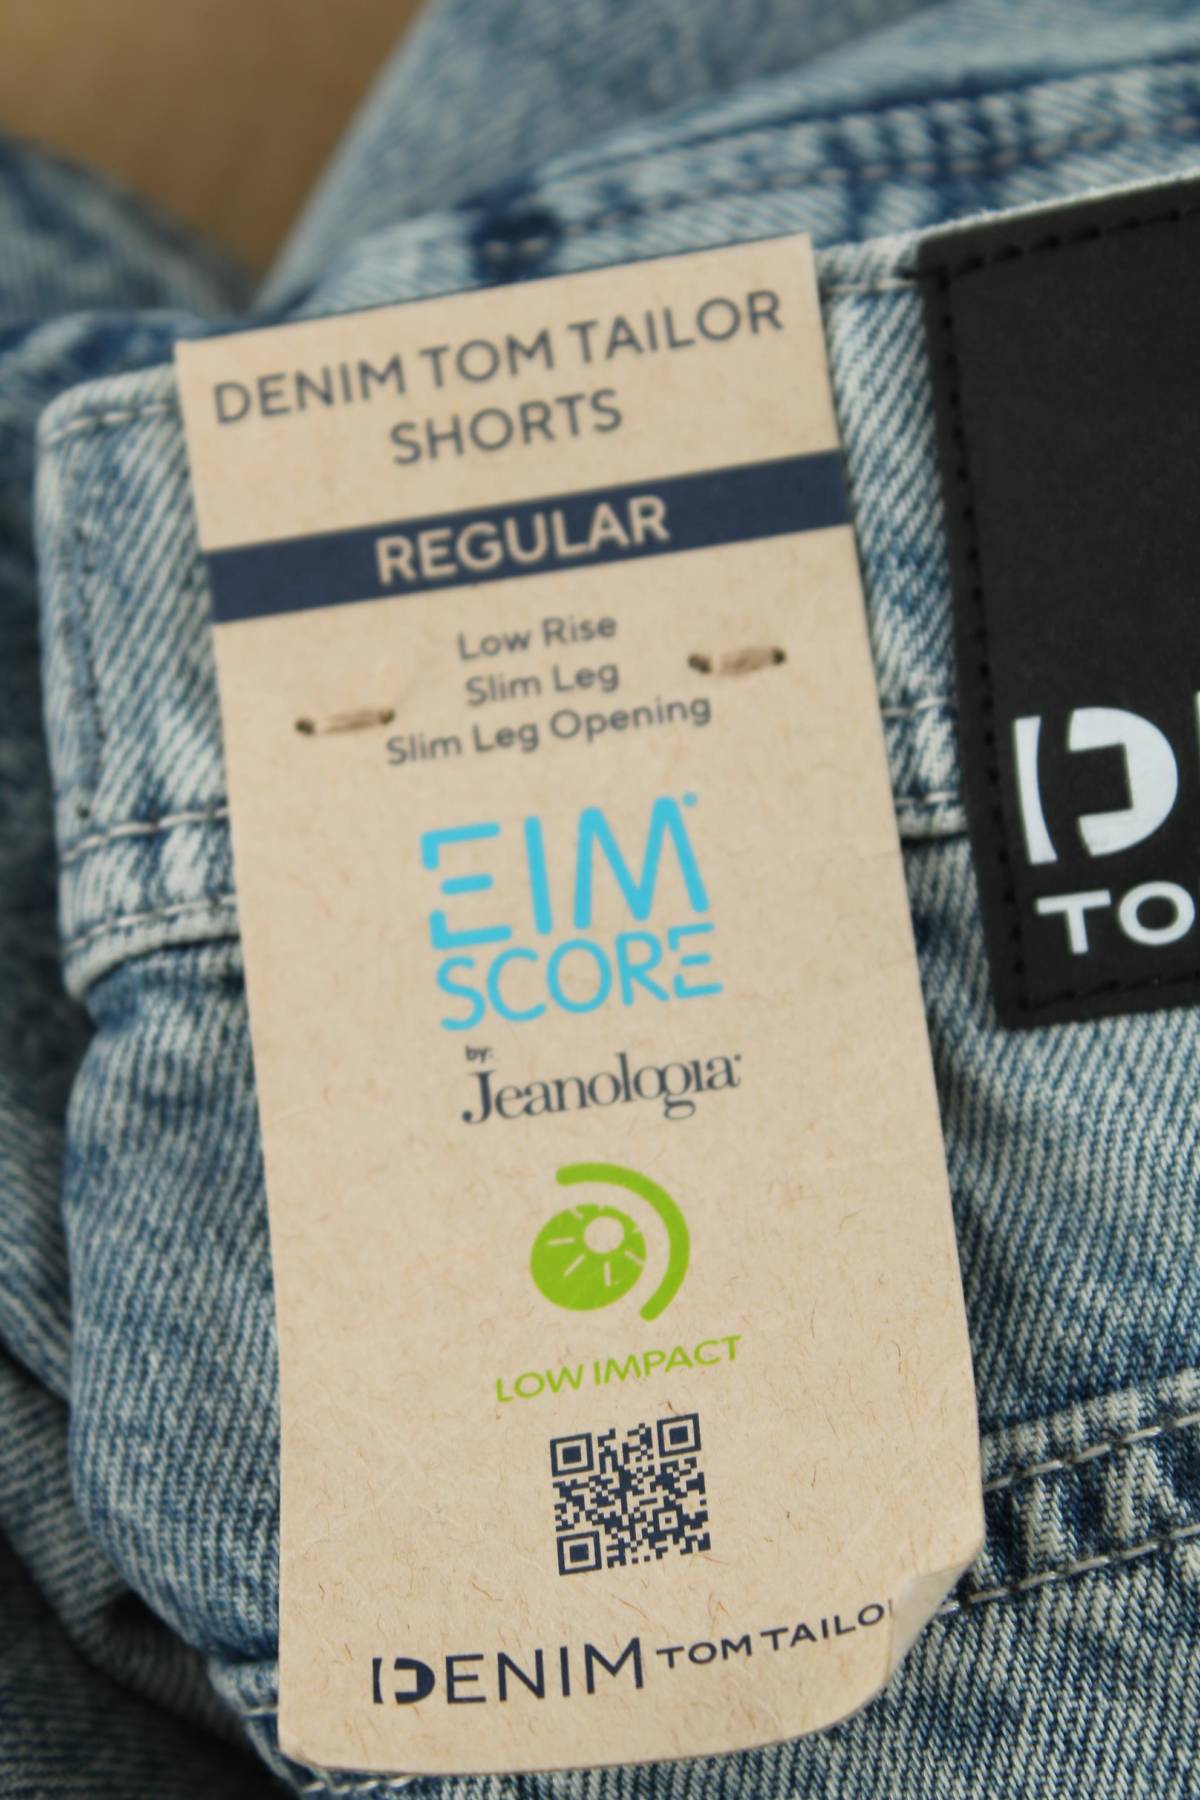 DENIM TOM TAILOR
SHORTS
REGULAR
Low Rise
Slim Leg
Slim Leg Opening
EIM
SCORE
by:
Jeanologia
LOW IMPACT
DENIM TOM TAILO
D
TO